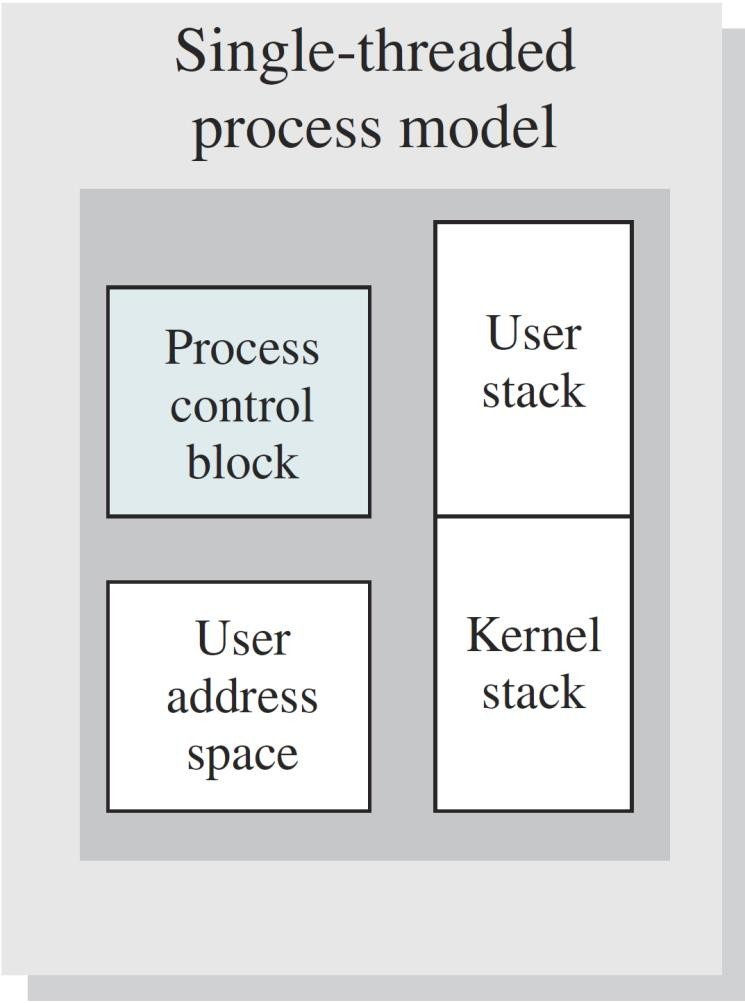 Single-threaded
process model
Process
control
block
User
address
space
User
stack
Kernel
stack